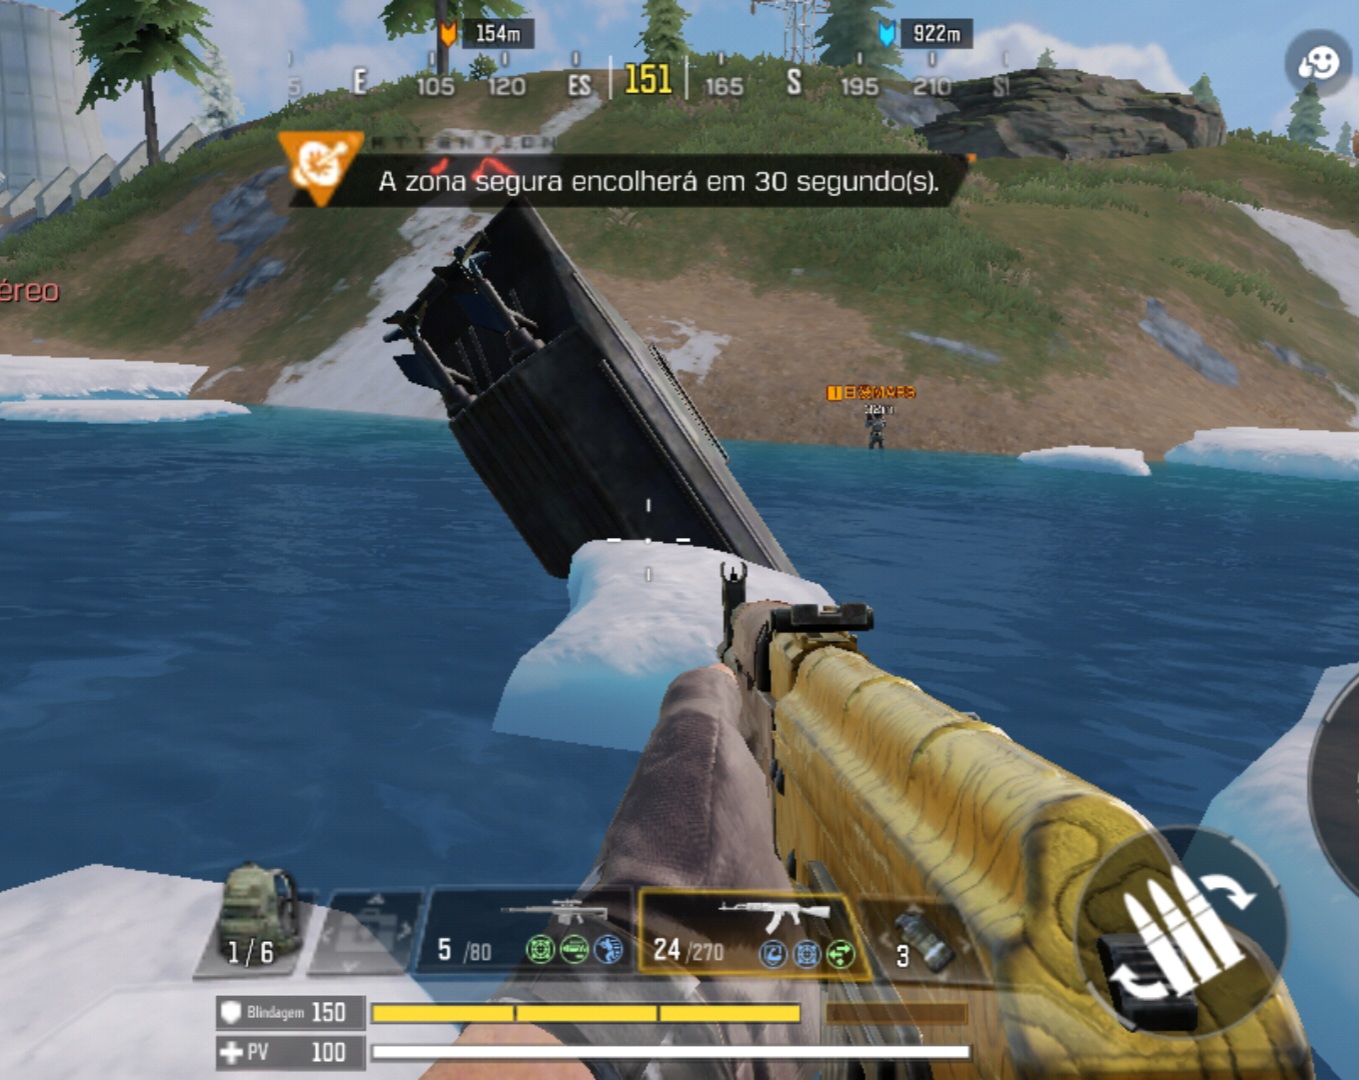 154m
922m
E
105
120
ES
151
165
S
195
210
ATTENTION
A zona segura encolherá em 30 segundo(s).
éreo
1/6
5 /80
24 /270
3
Blindagem 150
PV 100